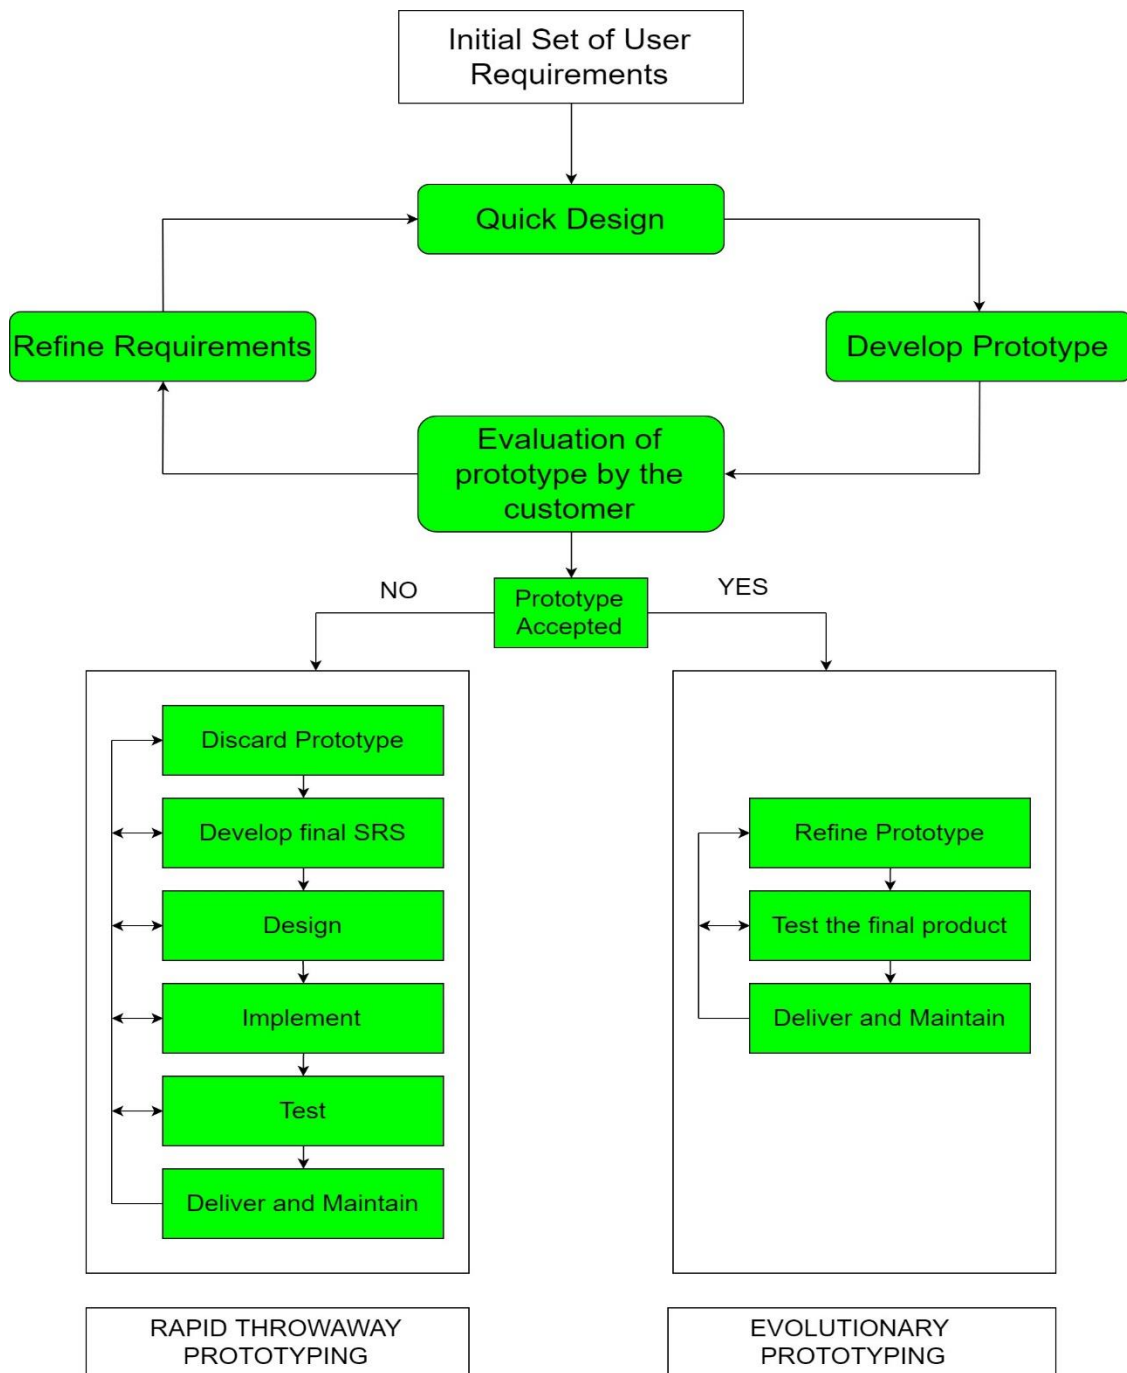 Initial Set of User
Requirements
Quick Design
Refine Requirements
Develop Prototype
Evaluation of
prototype by the
customer
NO
YES
Prototype
Accepted
Discard Prototype
Develop final SRS
Design
Implement
Test
Deliver and Maintain
Refine Prototype
Test the final product
Deliver and Maintain
RAPID THROWAWAY
PROTOTYPING
EVOLUTIONARY
PROTOTYPING